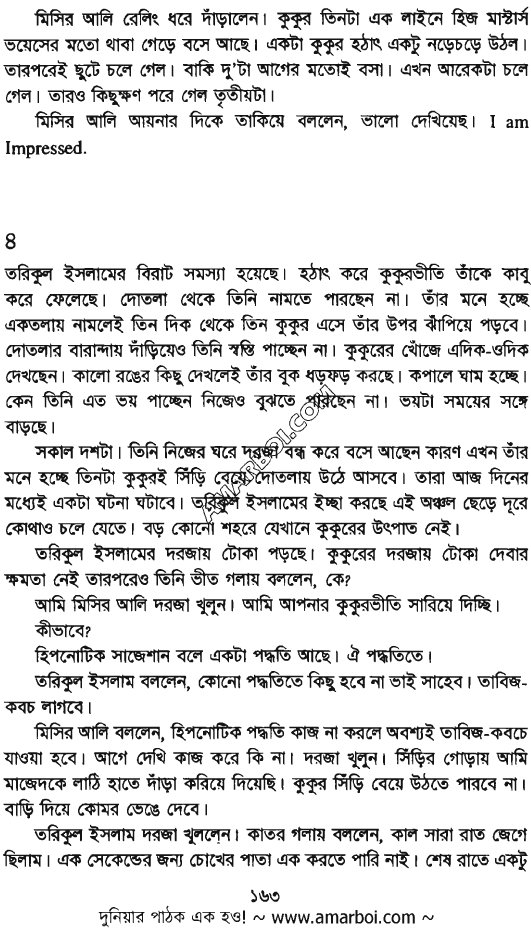 মিসির আলি রেলিং ধরে দাঁড়ালেন। কুকুর তিনটা এক লাইনে হিজ মাস্টার্স
ভয়েসের মতো থাবা গেড়ে বসে আছে। একটা কুকুর হঠাৎ একটু নড়েচড়ে উঠল।
তারপরেই ছুটে চলে গেল। বাকি দু'টা আগের মতোই বসা। এখন আরেকটা চলে
গেল। তারও কিছুক্ষণ পরে গেল তৃতীয়টা।
মিসির আলি আয়নার দিকে তাকিয়ে বললেন, ভালো দেখিয়েছ। I am
Impressed.
৪
তরিকুল ইসলামের বিরাট সমস্যা হয়েছে। হঠাৎ করে কুকুরভীতি তাঁকে কাবু
করে ফেলেছে। দোতলা থেকে তিনি নামতে পারছেন না। তাঁর মনে হচ্ছে
একতলায় নামলেই তিন দিক থেকে তিন কুকুর এসে তাঁর উপর ঝাঁপিয়ে পড়বে।
দোতলার বারান্দায় দাঁড়িয়েও তিনি স্বস্তি পাচ্ছেন না। কুকুরের খোঁজে এদিক-ওদিক
দেখছেন। কালো রঙের কিছু দেখলেই তাঁর বুক ধড়ফড় করছে। কপালে ঘাম হচ্ছে।
কেন তিনি এত ভয় পাচ্ছেন নিজেও বুঝতে পারছেন না। ভয়টা সময়ের সঙ্গে
বাড়ছে।
সকাল দশটা। তিনি নিজের ঘরে দরজা বন্ধ করে বসে আছেন কারণ এখন তাঁর
মনে হচ্ছে তিনটা কুকুরই সিঁড়ি বেয়ে দোতলায় উঠে আসবে। তারা আজ দিনের
মধ্যেই একটা ঘটনা ঘটাবে। তরিকুল ইসলামের ইচ্ছা করছে এই অঞ্চল ছেড়ে দূরে
কোথাও চলে যেতে। বড় কোনো শহরে যেখানে কুকুরের উৎপাত নেই।
তরিকুল ইসলামের দরজায় টোকা পড়ছে। কুকুরের দরজায় টোকা দেবার
ক্ষমতা নেই তারপরেও তিনি ভীত গলায় বললেন, কে?
আমি মিসির আলি দরজা খুলুন। আমি আপনার কুকুরভীতি সারিয়ে দিচ্ছি।
কীভাবে?
হিপনোটিক সাজেশান বলে একটা পদ্ধতি আছে। ঐ পদ্ধতিতে।
তরিকুল ইসলাম বললেন, কোনো পদ্ধতিতে কিছু হবে না ভাই সাহেব। তাবিজ-
কবচ লাগবে।
মিসির আলি বললেন, হিপনোটিক পদ্ধতি কাজ না করলে অবশ্যই তাবিজ-কবচে
যাওয়া হবে। আগে দেখি কাজ করে কি না। দরজা খুলুন। সিঁড়ির গোড়ায় আমি
মাজেদকে লাঠি হাতে দাঁড়া করিয়ে দিয়েছি। কুকুর সিঁড়ি বেয়ে উঠতে পারবে না।
বাড়ি দিয়ে কোমর ভেঙে দেবে।
তরিকুল ইসলাম দরজা খুললেন। কাতর গলায় বললেন, কাল সারা রাত জেগে
ছিলাম। এক সেকেন্ডের জন্য চোখের পাতা এক করতে পারি নাই। শেষ রাতে একটু
১৬৩
দুনিয়ার পাঠক এক হও! ~ www.amarboi.com ~
AMARBOI.COM